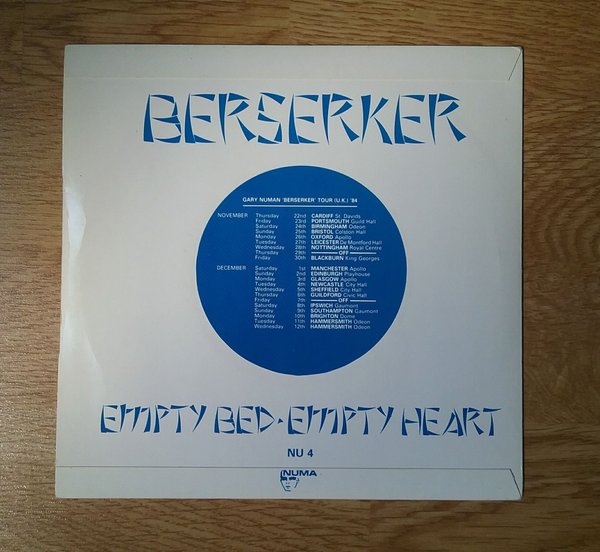 BERSERKER
GARY NUMAN 'BERSERKER' TOUR (U.K.) '84
NOVEMBER Thursday 22nd CARDIFF St. Davids
Friday 23rd PORTSMOUTH Guild Hall
Saturday 24th BIRMINGHAM Odeon
Sunday 25th BRISTOL Colston Hall
Monday 26th OXFORD Apollo
Tuesday 27th LEICESTER De Montford Hall
Wednesday 28th NOTTINGHAM Royal Centre
Thursday 29th OFF
Friday 30th BLACKBURN King Georges
DECEMBER Saturday 1st MANCHESTER Apollo
Sunday 2nd EDINBURGH Playhouse
Monday 3rd GLASGOW Apollo
Tuesday 4th NEWCASTLE City Hall
Wednesday 5th SHEFFIELD City Hall
Thursday 6th GUILDFORD Civic Hall
Friday 7th OFF
Saturday 8th IPSWICH Gaumont
Sunday 9th SOUTHAMPTON Gaumont
Monday 10th BRIGHTON Dome
Tuesday 11th HAMMERSMITH Odeon
Wednesday 12th HAMMERSMITH Odeon
EMPTY BED · EMPTY HEART
NU 4
NUMA